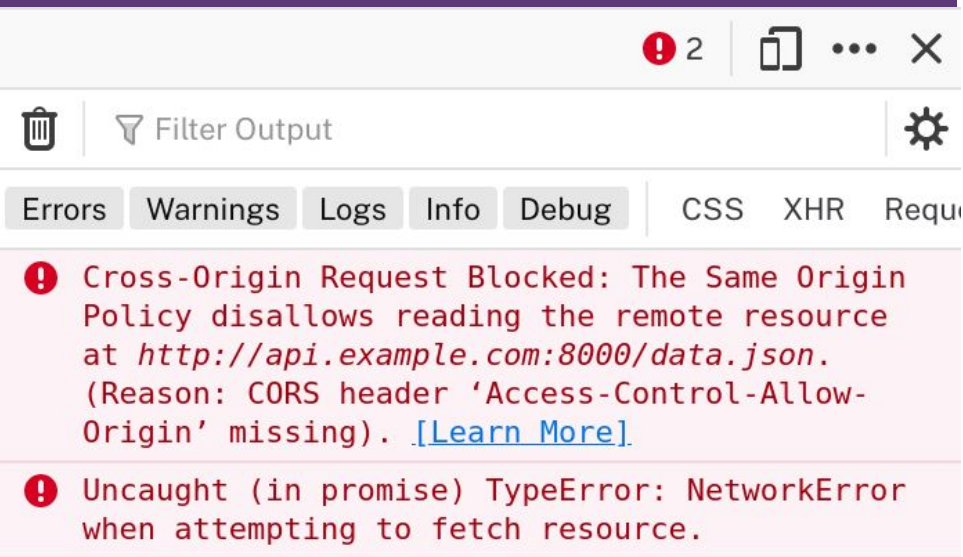 2
Filter Output
Errors Warnings Logs Info Debug CSS XHR Reque
Cross-Origin Request Blocked: The Same Origin
Policy disallows reading the remote resource
at http://api.example.com:8000/data.json.
(Reason: CORS header ‘Access-Control-Allow-
Origin’ missing). [Learn More]
Uncaught (in promise) TypeError: NetworkError
when attempting to fetch resource.